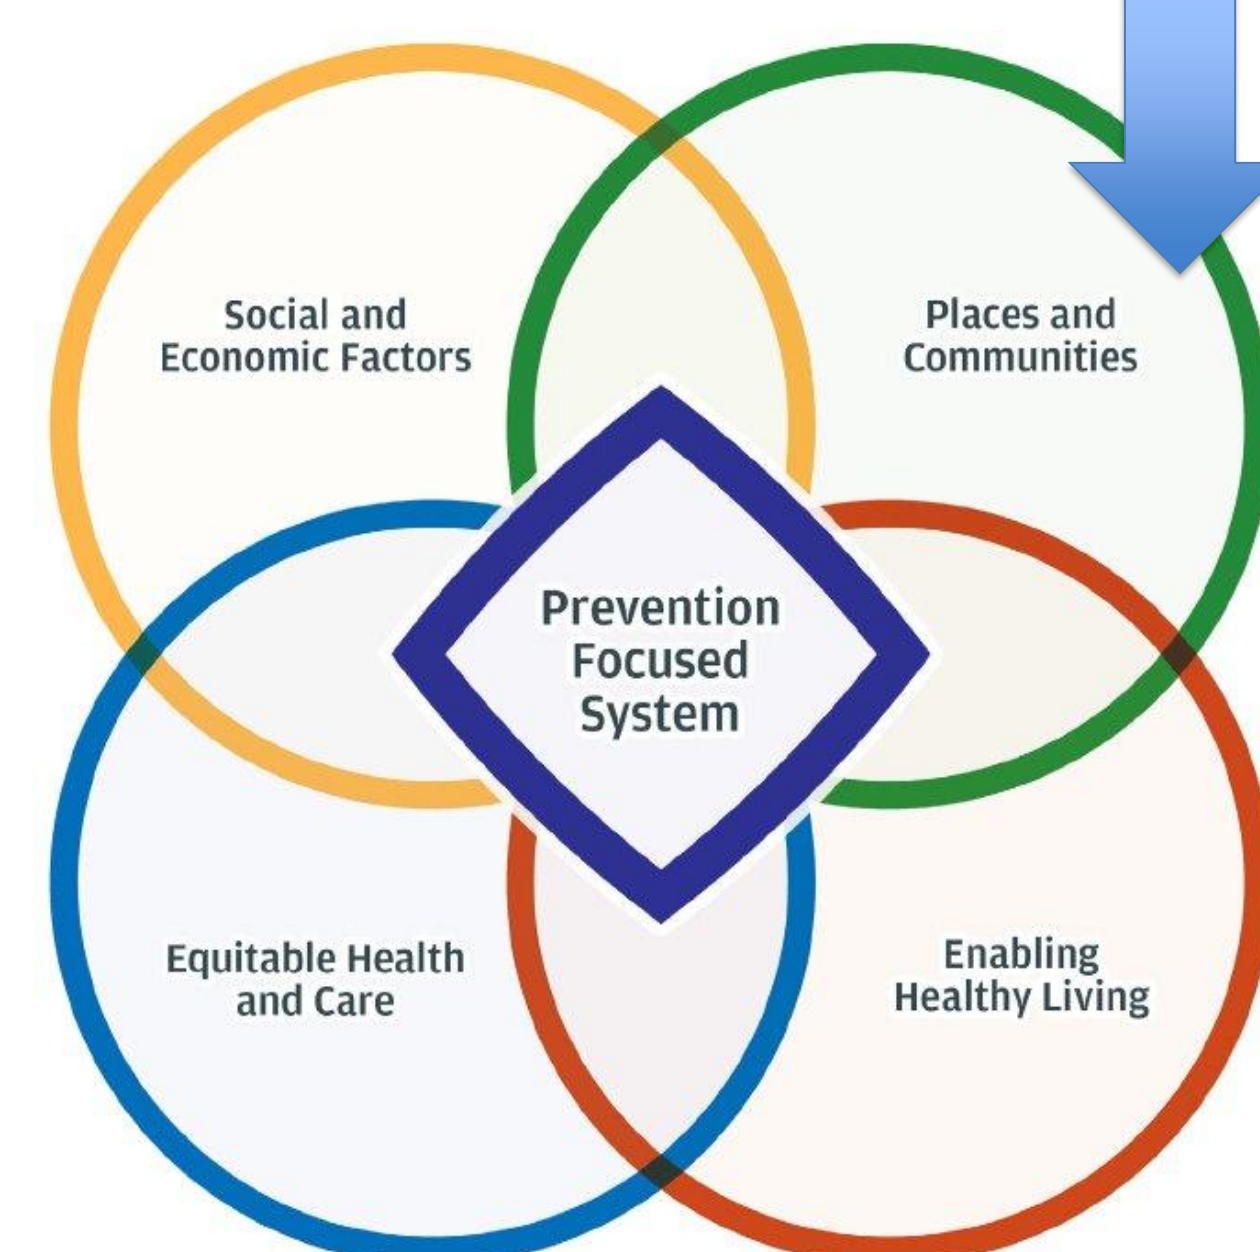 Social and
Economic Factors
Places and
Communities
Prevention
Focused
System
Equitable Health
and Care
Enabling
Healthy Living